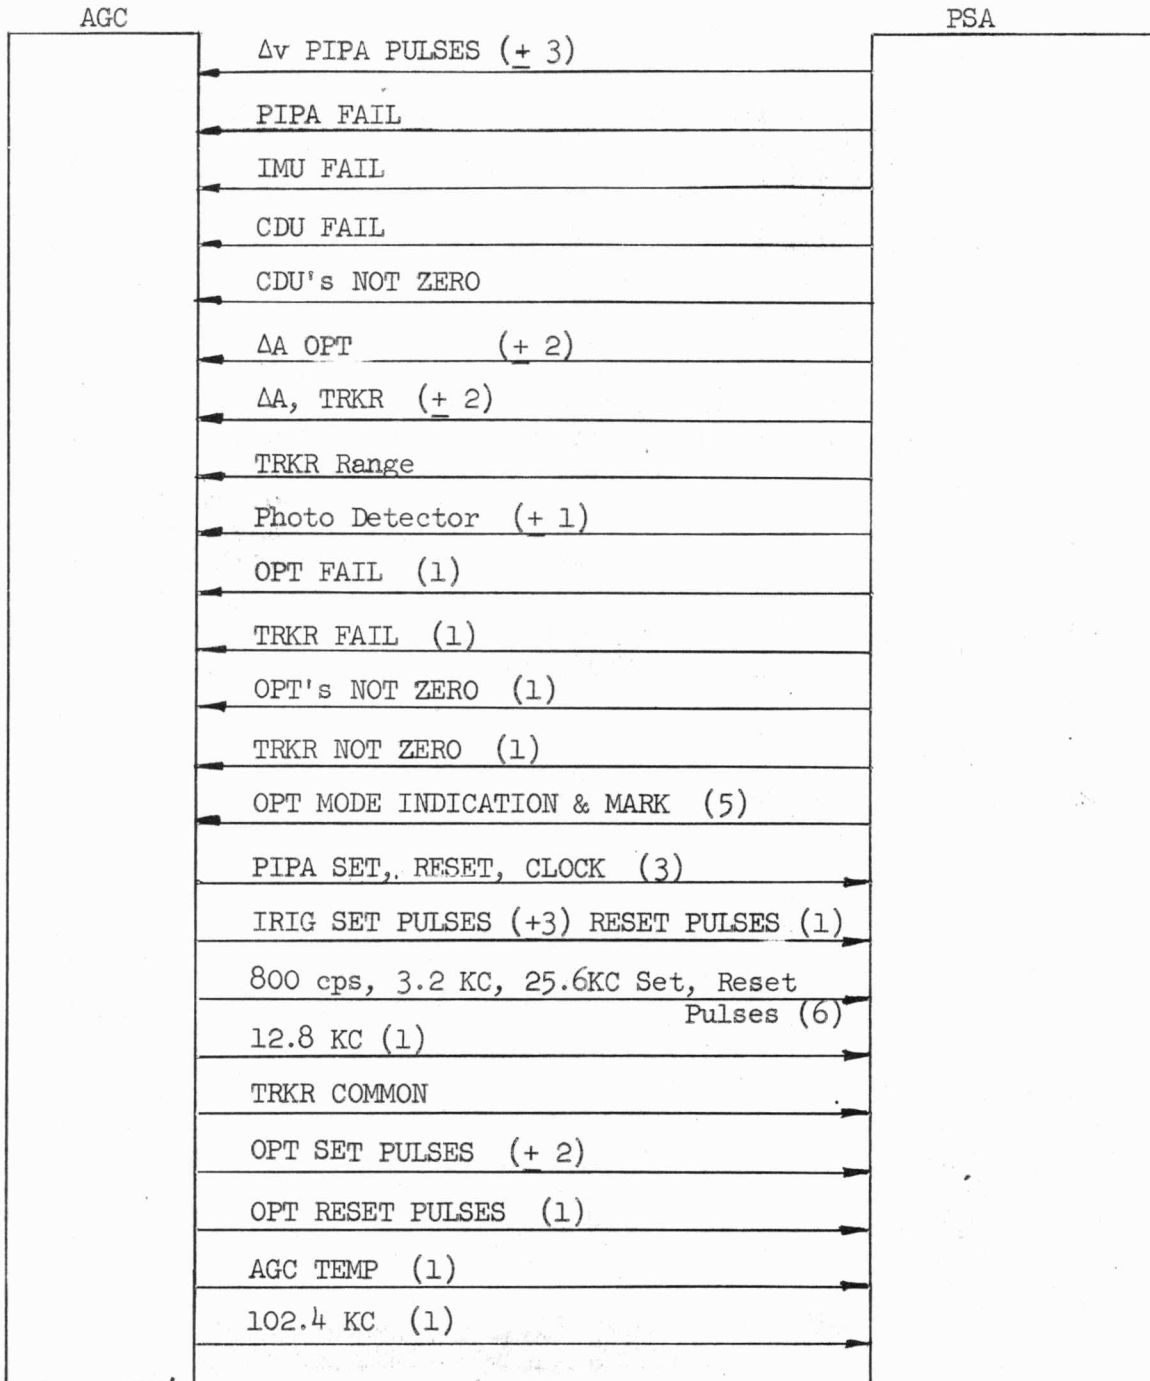 AGC PSA
Δv PIPA PULSES (± 3)
PIPA FAIL
IMU FAIL
CDU FAIL
CDU's NOT ZERO
ΔA OPT (± 2)
ΔA, TRKR (± 2)
TRKR Range
Photo Detector (± 1)
OPT FAIL (1)
TRKR FAIL (1)
OPT's NOT ZERO (1)
TRKR NOT ZERO (1)
OPT MODE INDICATION & MARK (5)
PIPA SET, RESET, CLOCK (3)
IRIG SET PULSES (±3) RESET PULSES (1)
800 cps, 3.2 KC, 25.6KC Set, Reset
Pulses (6)
12.8 KC (1)
TRKR COMMON
OPT SET PULSES (± 2)
OPT RESET PULSES (1)
AGC TEMP (1)
102.4 KC (1)